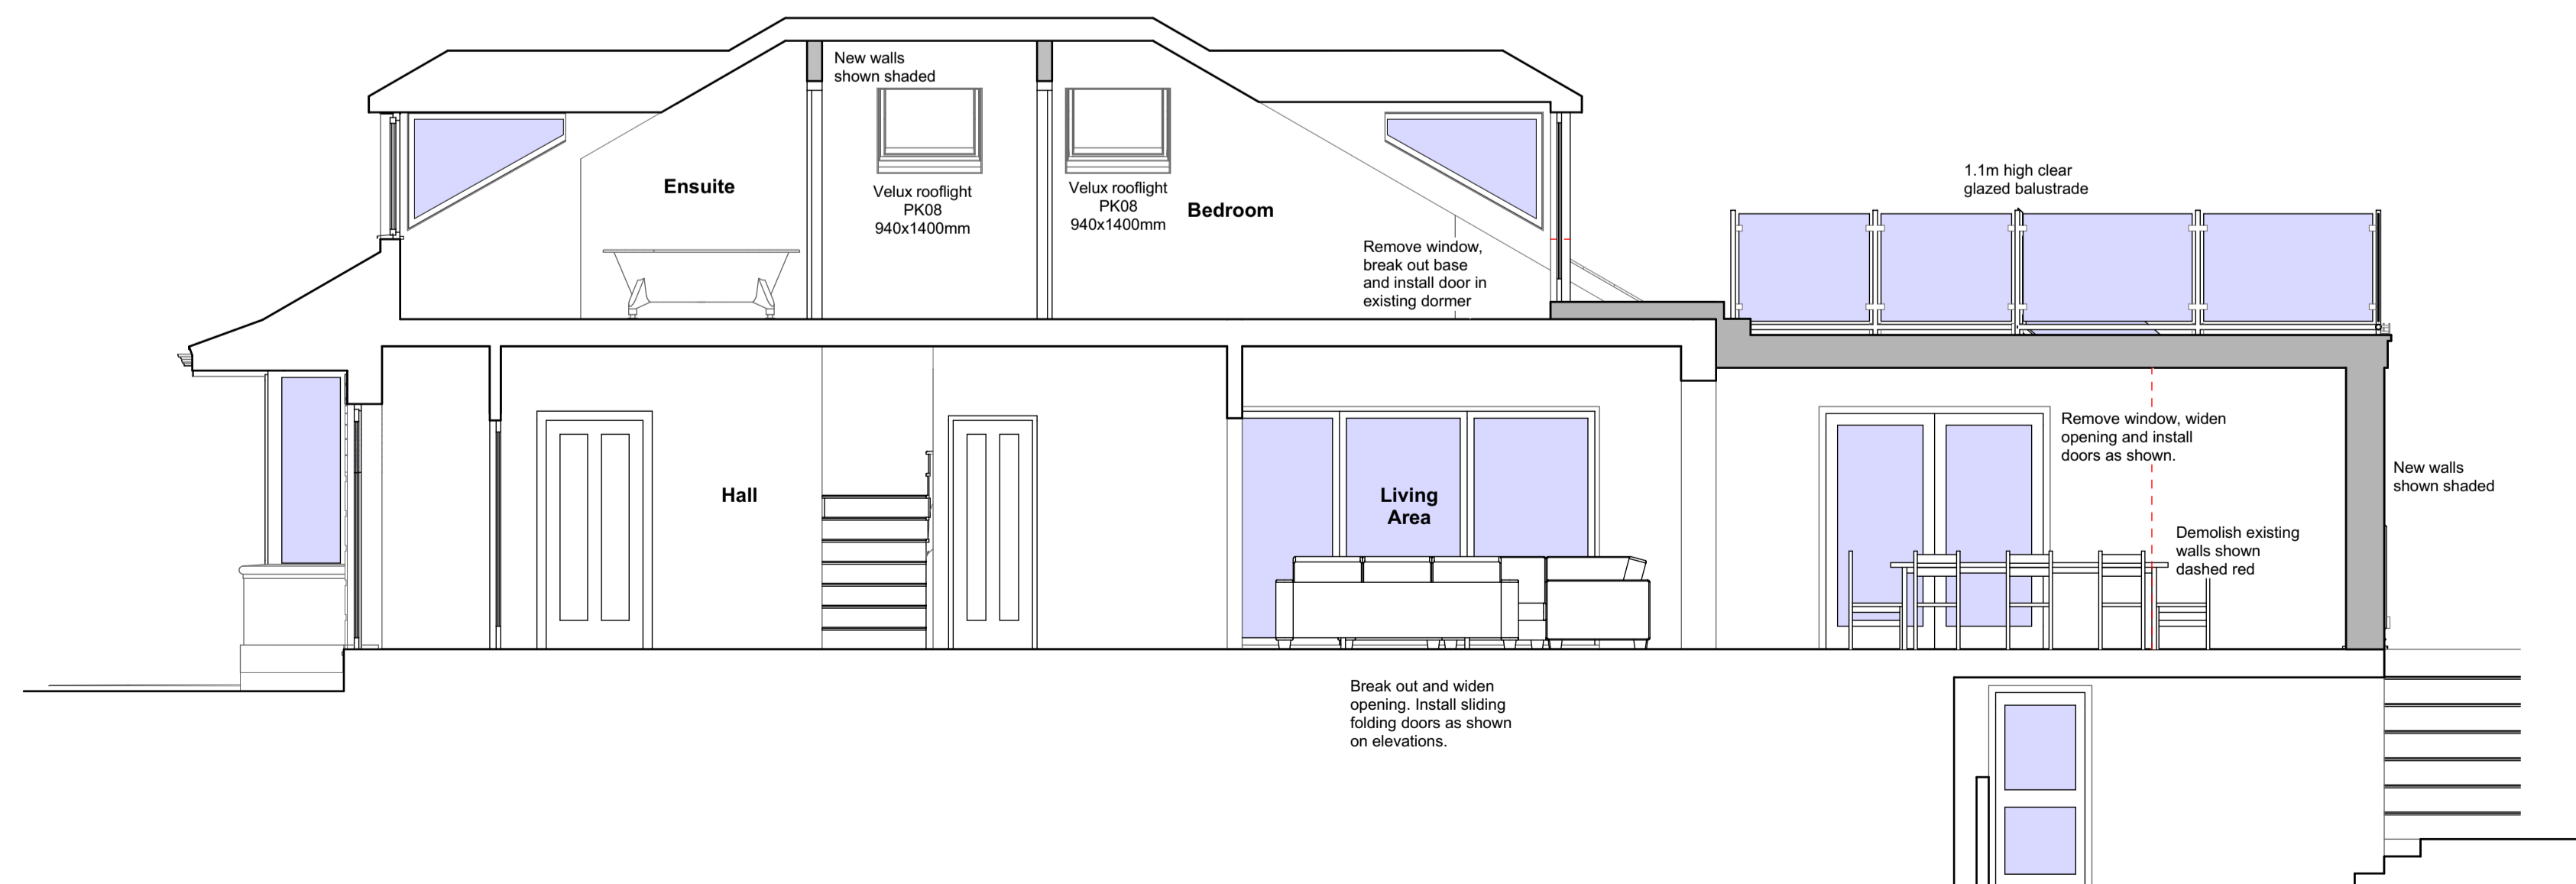 New walls
shown shaded
Velux rooflight
PK08
940x1400mm
Velux rooflight
PK08
940x1400mm
Ensuite
Bedroom
1.1m high clear
glazed balustrade
Remove window,
break out base
and install door in
existing dormer
Remove window, widen
opening and install
doors as shown.
New walls
shown shaded
Hall
Living
Area
Demolish existing
walls shown
dashed red
Break out and widen
opening. Install sliding
folding doors as shown
on elevations.